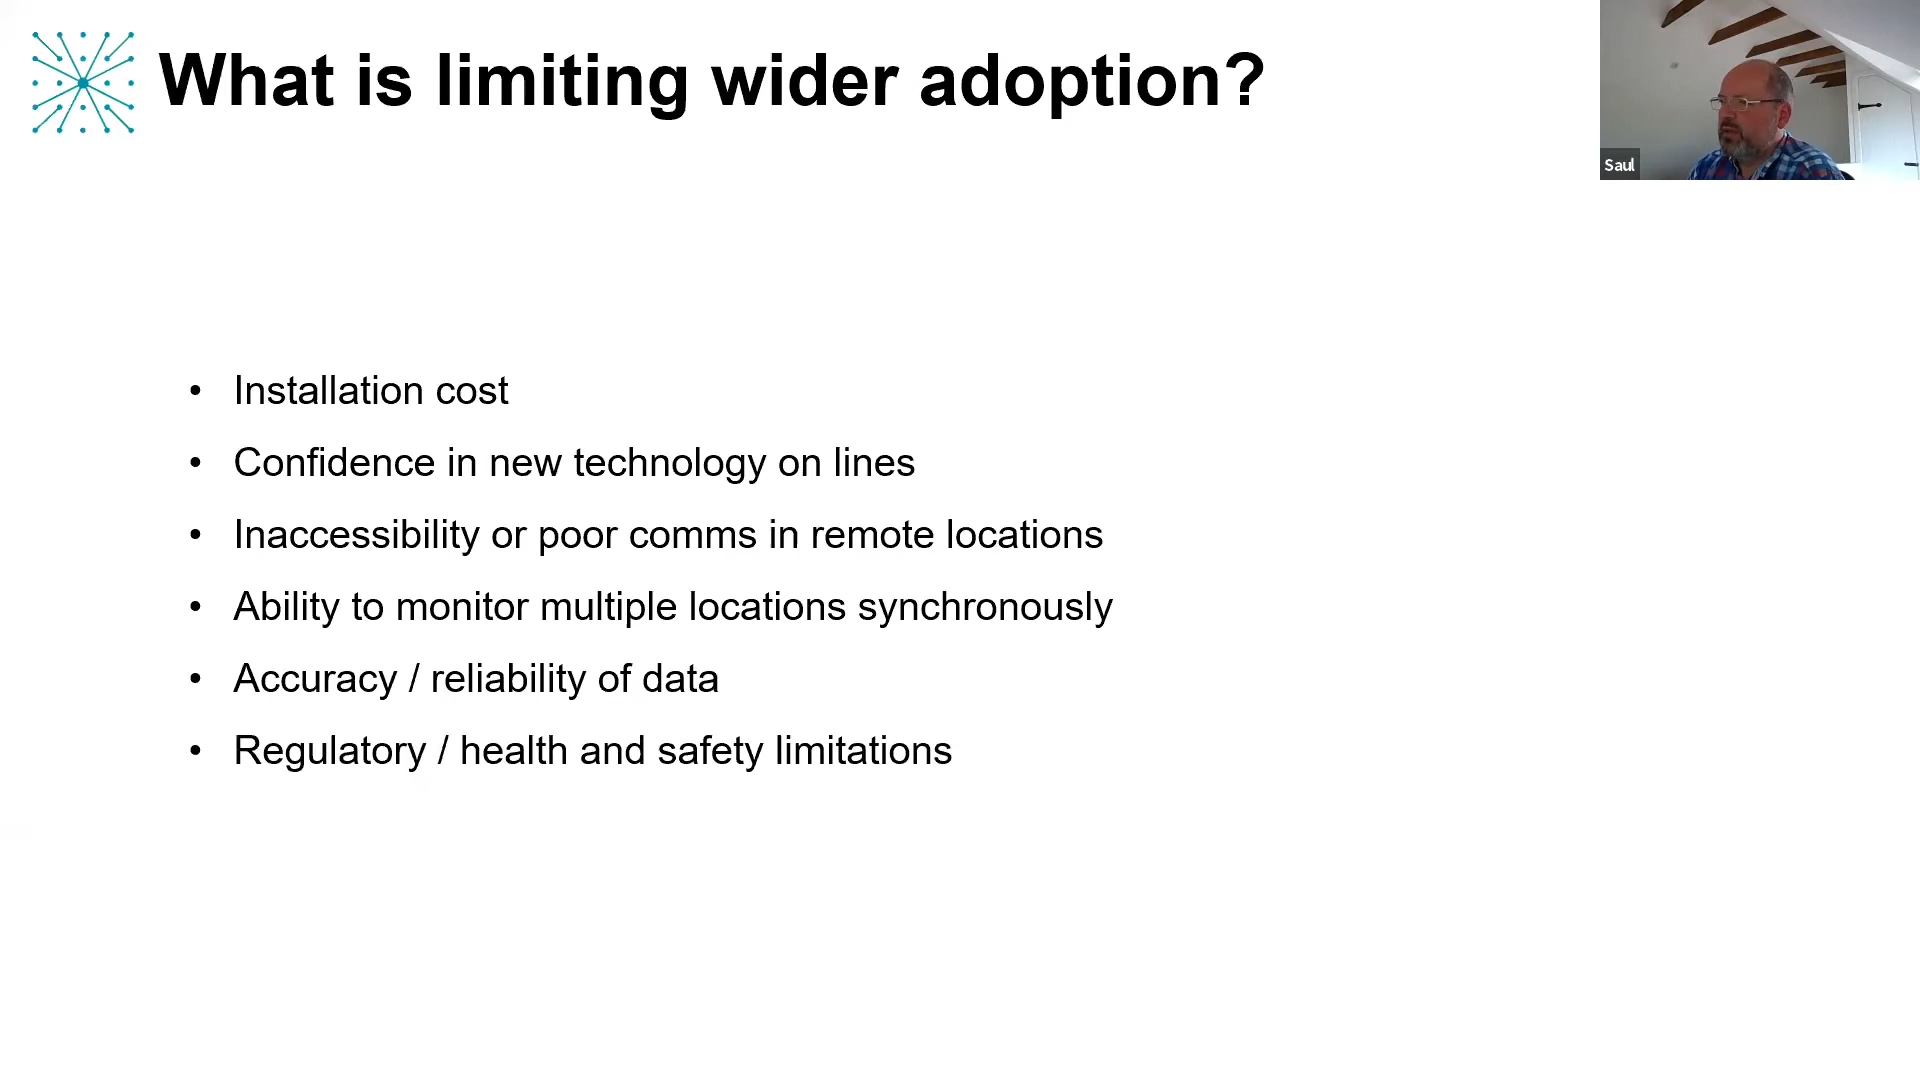 What is limiting wider adoption?
Saul
• Installation cost
• Confidence in new technology on lines
• Inaccessibility or poor comms in remote locations
• Ability to monitor multiple locations synchronously
• Accuracy / reliability of data
• Regulatory / health and safety limitations